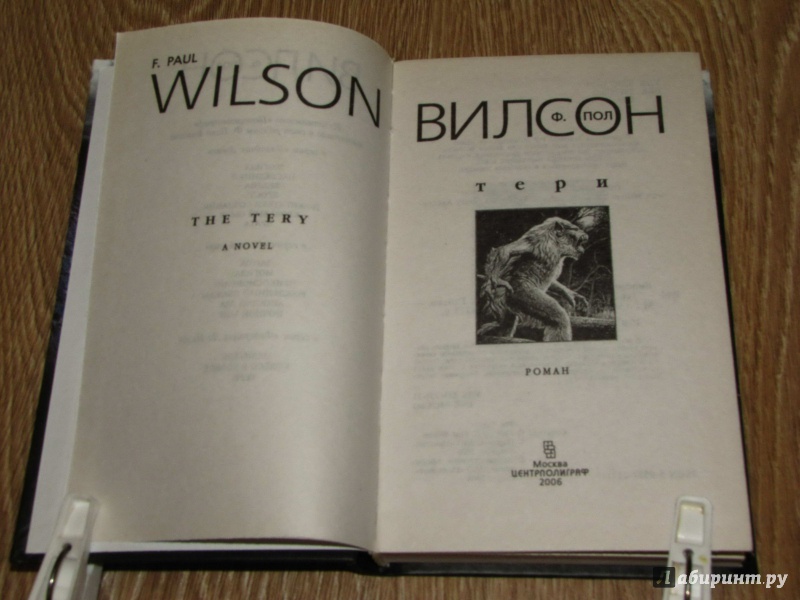 F. PAUL
WILSON
THE TERY
A NOVEL
ВИЛСОН
Ф. ПОЛ
тери
РОМАН
Москва
ЦЕНТРПОЛИГРАФ
2006
Лабиринт.ру